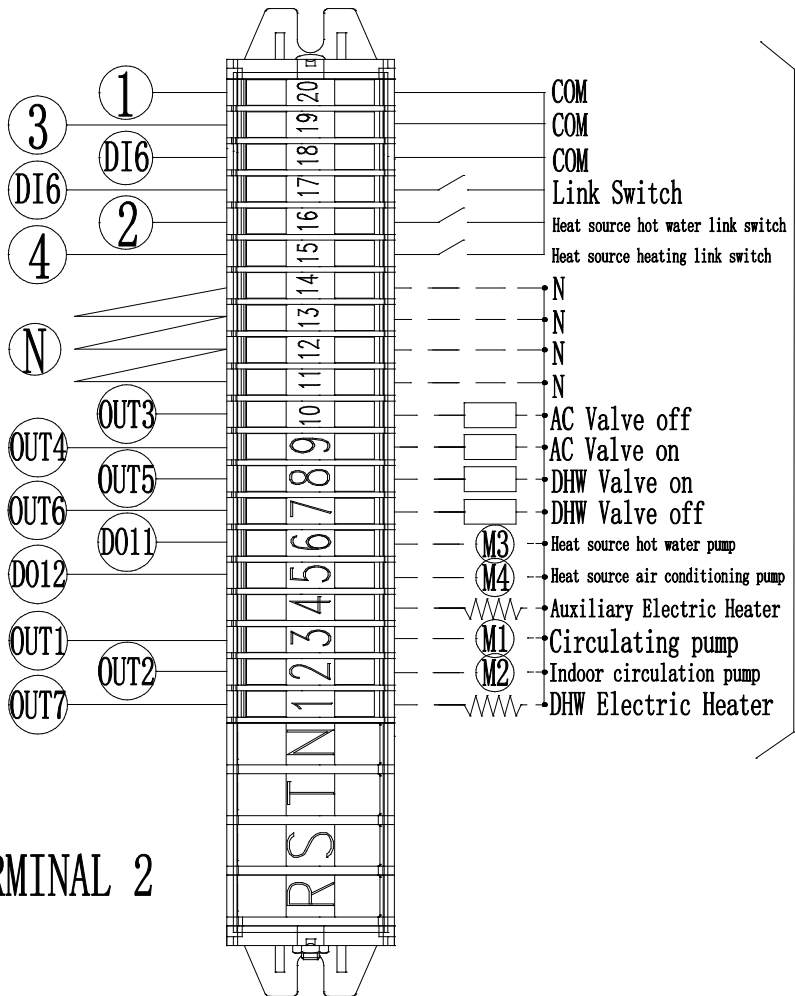 1 20 COM
3 19 COM
DI6 18 COM
DI6 17 Link Switch
2 16 Heat source hot water link switch
4 15 Heat source heating link switch
14 N
13 N
N 12 N
11 N
OUT3 10 AC Valve off
OUT4 9 AC Valve on
OUT5 8 DHW Valve on
OUT6 7 DHW Valve off
DO11 6 M3 Heat source hot water pump
DO12 5 M4 Heat source air conditioning pump
4 Auxiliary Electric Heater
OUT1 3 M1 Circulating pump
OUT2 2 M2 Indoor circulation pump
OUT7 1 DHW Electric Heater
N
T
S
R
RMINAL 2